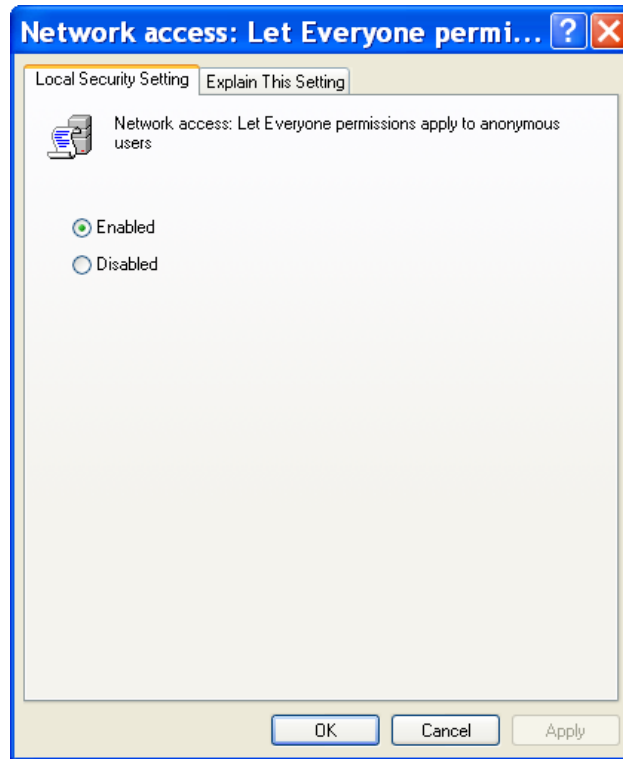 Network access: Let Everyone permi...
Local Security Setting
Explain This Setting
Network access: Let Everyone permissions apply to anonymous
users
Enabled
Disabled
OK
Cancel
Apply